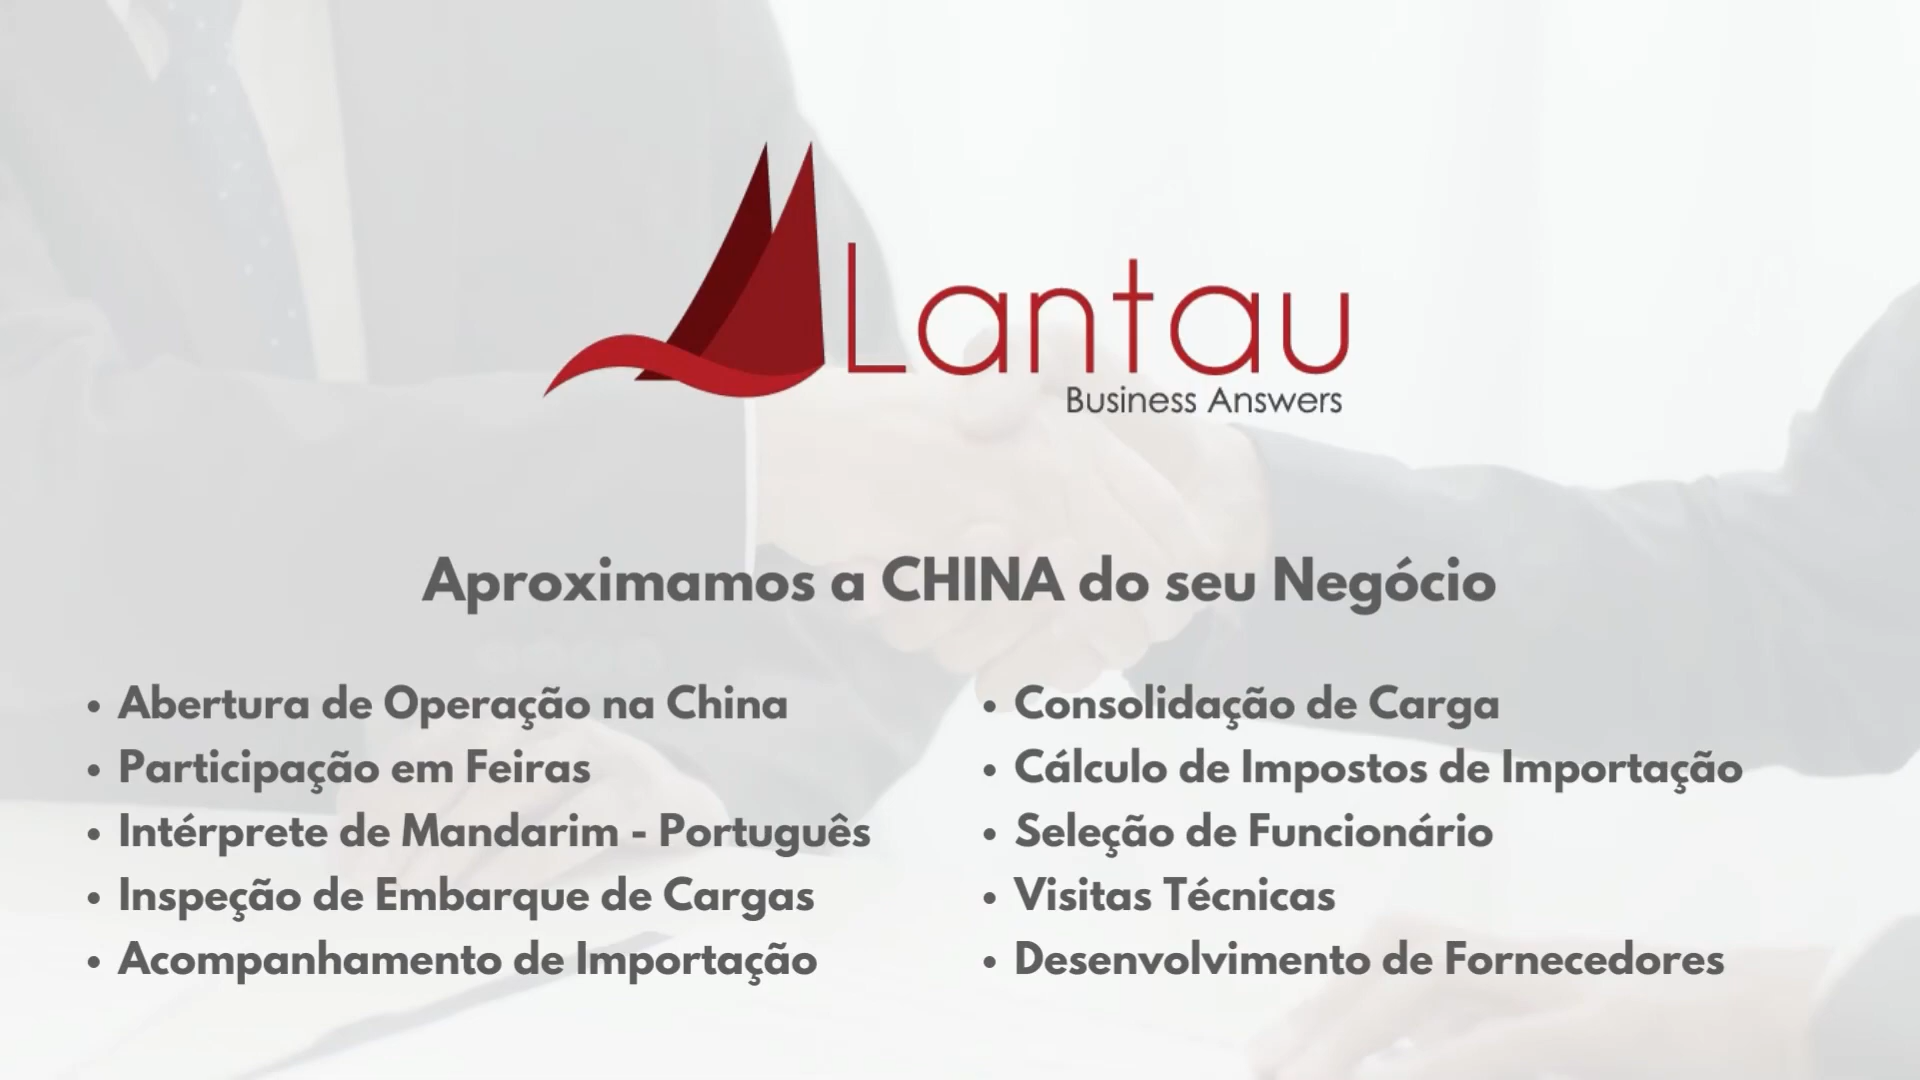 Lantau
Business Answers
Aproximamos a CHINA do seu Negócio
• Abertura de Operação na China
• Participação em Feiras
• Intérprete de Mandarim - Português
• Inspeção de Embarque de Cargas
• Acompanhamento de Importação
• Consolidação de Carga
• Cálculo de Impostos de Importação
• Seleção de Funcionário
• Visitas Técnicas
• Desenvolvimento de Fornecedores